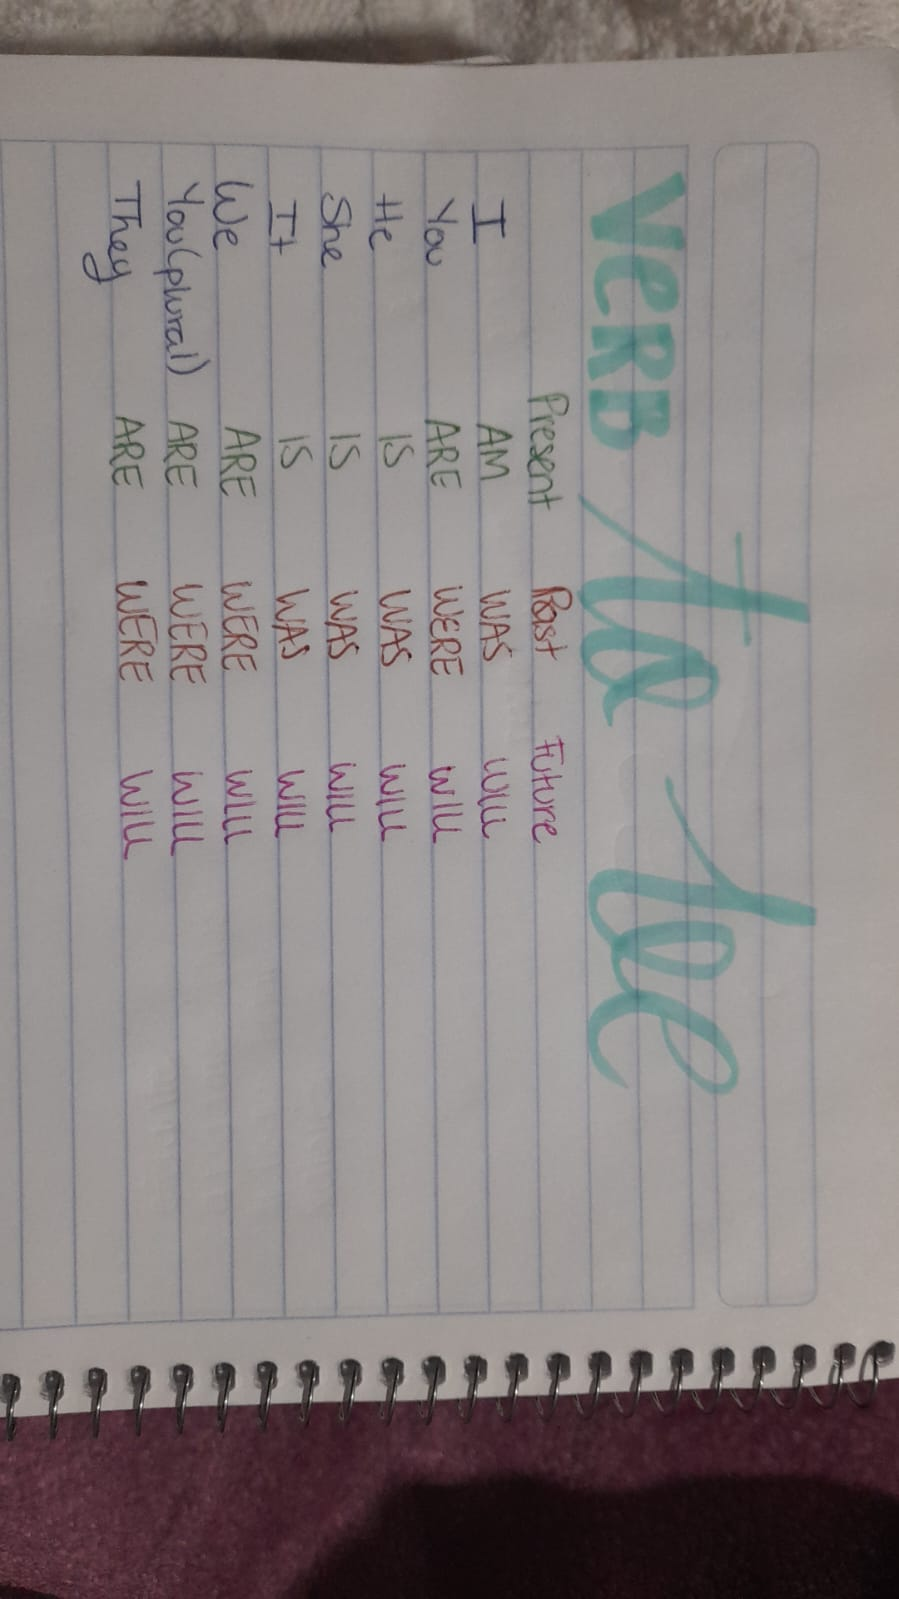 VERB to be
Present Past Future
I AM WAS WILL
You ARE WERE WILL
He IS WAS WILL
She IS WAS WILL
It IS WAS WILL
We ARE WERE WILL
You(plural) ARE WERE WILL
They ARE WERE WILL